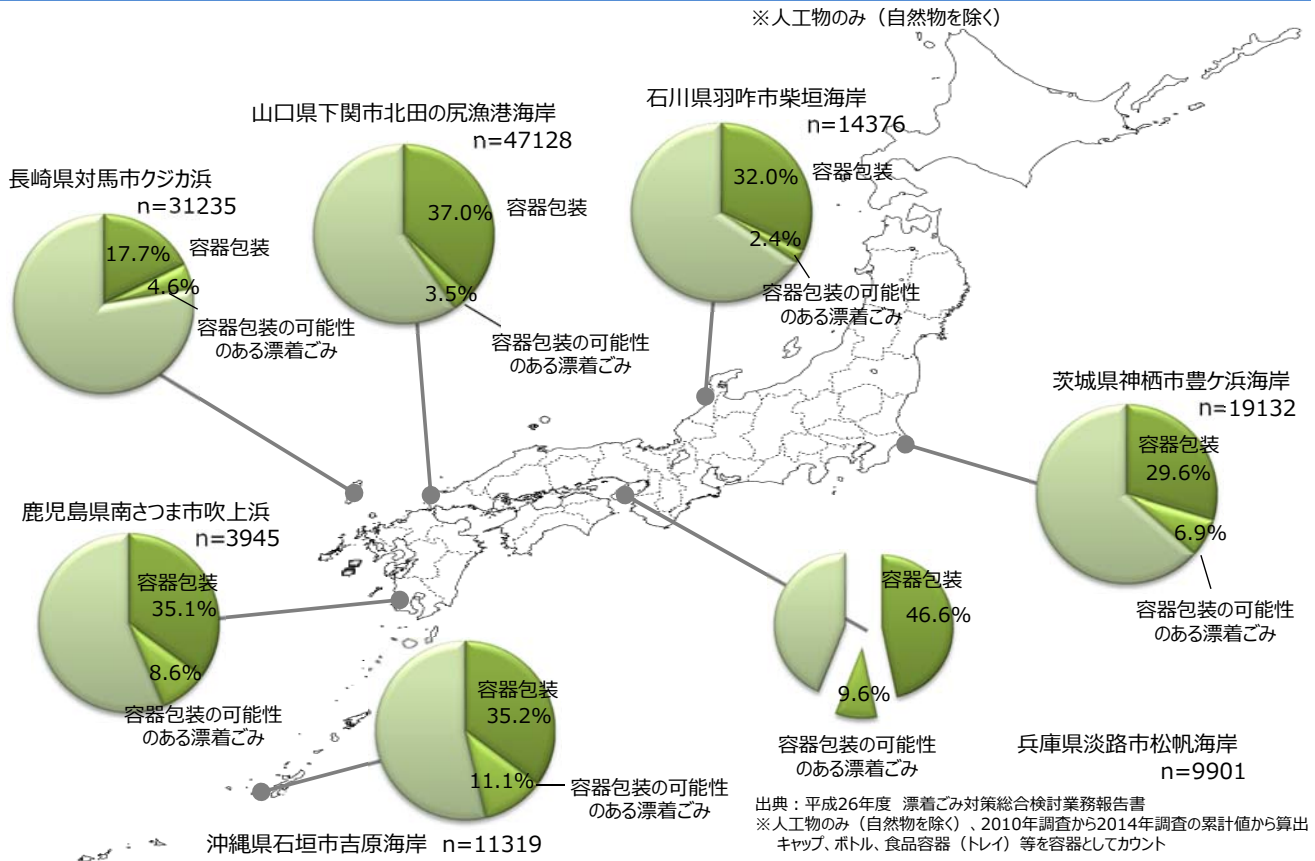 ※人工物のみ（自然物を除く）
石川県羽咋市柴垣海岸
n=14376
32.0%
容器包装
2.4%
容器包装の可能性
のある漂着ごみ
山口県下関市北田の尻漁港海岸
n=47128
37.0%
容器包装
3.5%
容器包装の可能性
のある漂着ごみ
長崎県対馬市クジカ浜
n=31235
17.7%
容器包装
4.6%
容器包装の可能性
のある漂着ごみ
茨城県神栖市豊ケ浜海岸
n=19132
容器包装
29.6%
6.9%
容器包装の可能性
のある漂着ごみ
鹿児島県南さつま市吹上浜
n=3945
容器包装
35.1%
8.6%
容器包装の可能性
のある漂着ごみ
容器包装
35.2%
11.1%
容器包装の可能性
のある漂着ごみ
沖縄県石垣市吉原海岸 n=11319
容器包装
46.6%
9.6%
容器包装の可能性
のある漂着ごみ
兵庫県淡路市松帆海岸
n=9901
出典：平成26年度 漂着ごみ対策総合検討業務報告書
※人工物のみ（自然物を除く）、2010年調査から2014年調査の累計値から算出
キャップ、ボトル、食品容器（トレイ）等を容器としてカウント